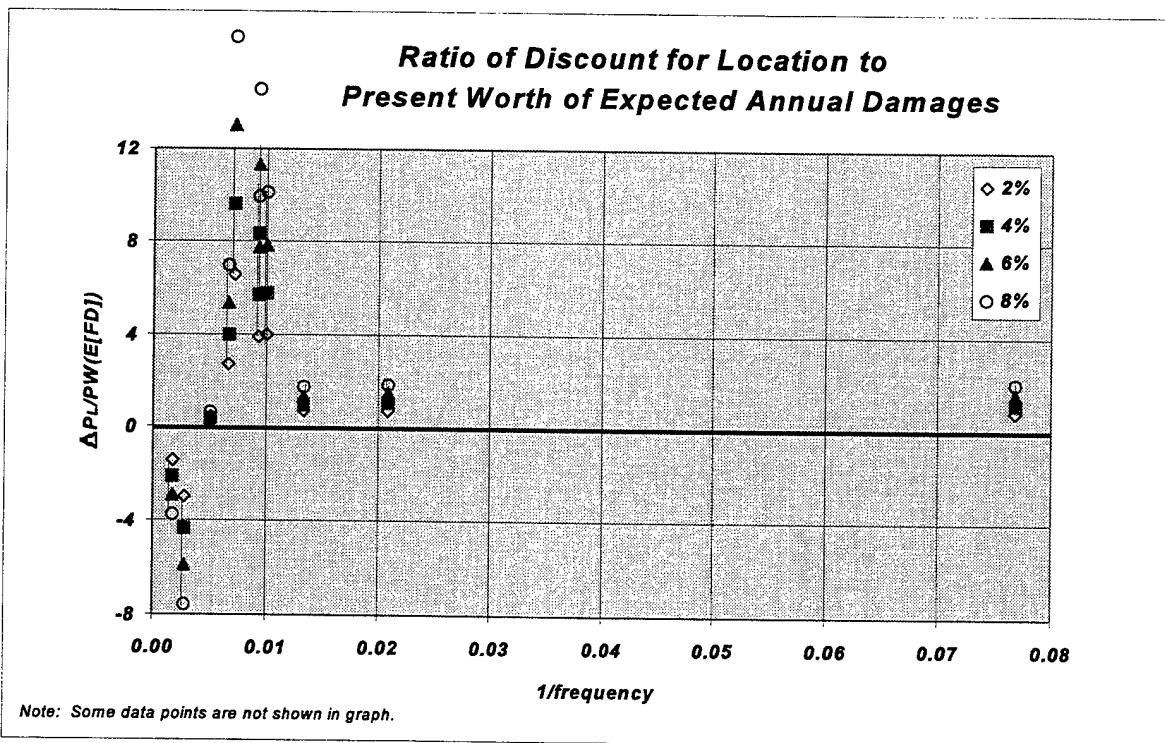 Ratio of Discount for Location to
Present Worth of Expected Annual Damages
12
8
4
0
-4
-8
ΔPL/PW(E[FD])
2%
4%
6%
8%
0.00 0.01 0.02 0.03 0.04 0.05 0.06 0.07 0.08
1/frequency
Note: Some data points are not shown in graph.